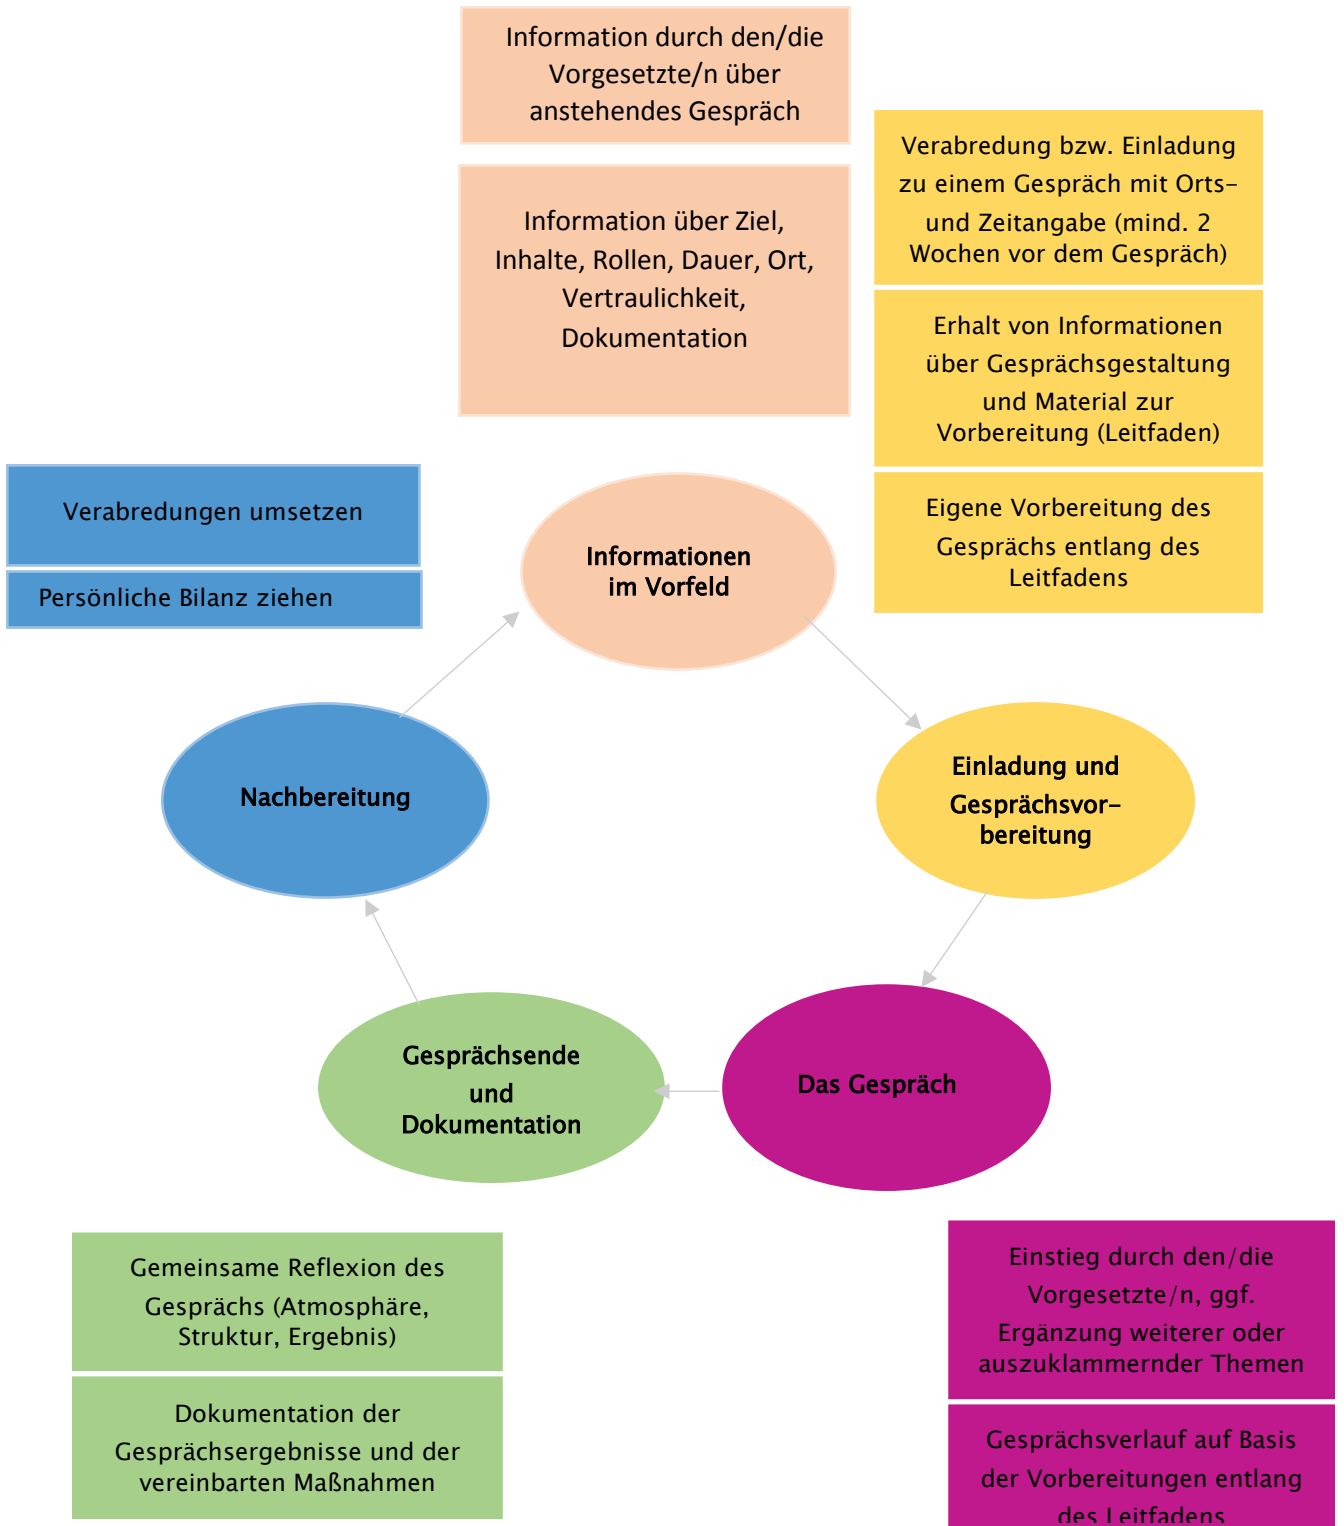 Information durch den/die
Vorgesetzte/n über
anstehendes Gespräch
Information über Ziel,
Inhalte, Rollen, Dauer, Ort,
Vertraulichkeit,
Dokumentation
Verabredung bzw. Einladung
zu einem Gespräch mit Orts-
und Zeitangabe (mind. 2
Wochen vor dem Gespräch)
Erhalt von Informationen
über Gesprächsgestaltung
und Material zur
Vorbereitung (Leitfaden)
Eigene Vorbereitung des
Gesprächs entlang des
Leitfadens
Verabredungen umsetzen
Persönliche Bilanz ziehen
Informationen
im Vorfeld
Nachbereitung
Einladung und
Gesprächsvor-
bereitung
Gesprächsende
und
Dokumentation
Das Gespräch
Gemeinsame Reflexion des
Gesprächs (Atmosphäre,
Struktur, Ergebnis)
Dokumentation der
Gesprächsergebnisse und der
vereinbarten Maßnahmen
Einstieg durch den/die
Vorgesetzte/n, ggf.
Ergänzung weiterer oder
auszuklammernder Themen
Gesprächsverlauf auf Basis
der Vorbereitungen entlang
des Leitfadens